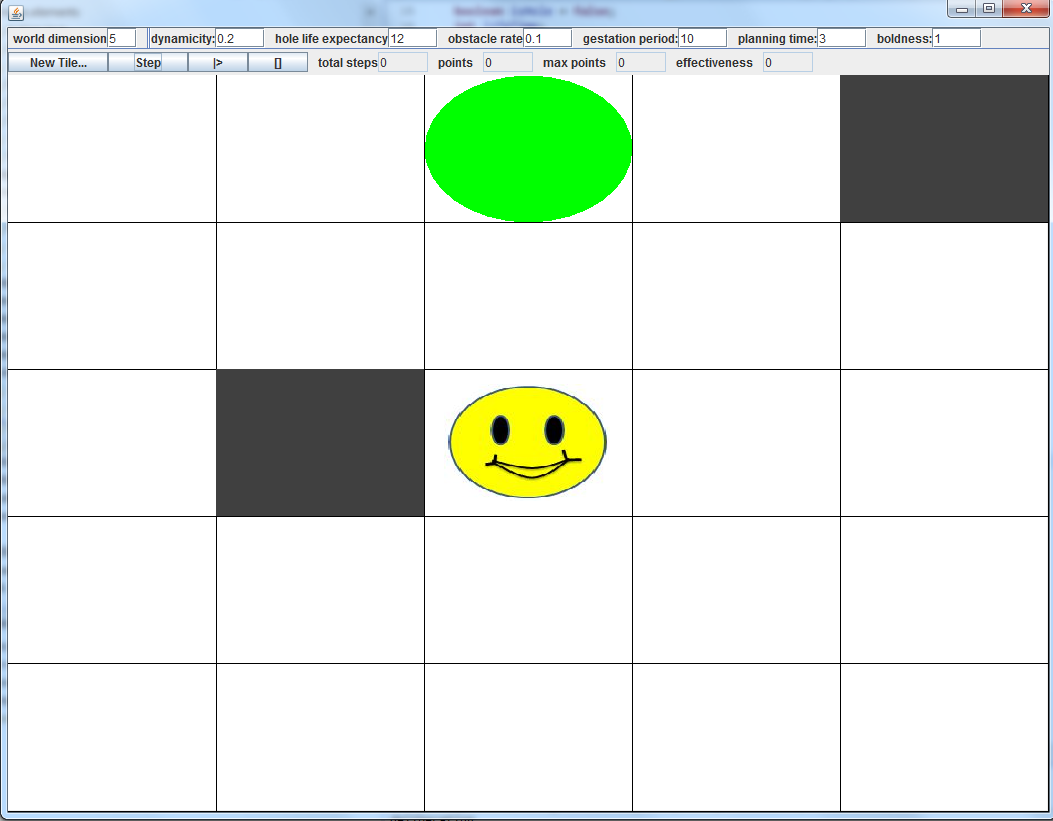 world dimension 5 dynamicity: 0.2 hole life expectancy 12 obstacle rate 0.1 gestation period: 10 planning time: 3 boldness: 1
New Tile... Step |> [] total steps 0 points 0 max points 0 effectiveness 0